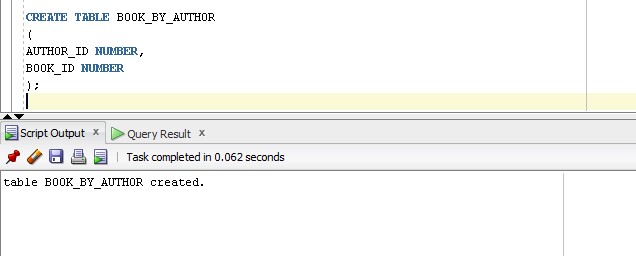 CREATE TABLE BOOK_BY_AUTHOR
(
AUTHOR_ID NUMBER,
BOOK_ID NUMBER
);
Script Output x Query Result x
Task completed in 0.062 seconds
table BOOK_BY_AUTHOR created.